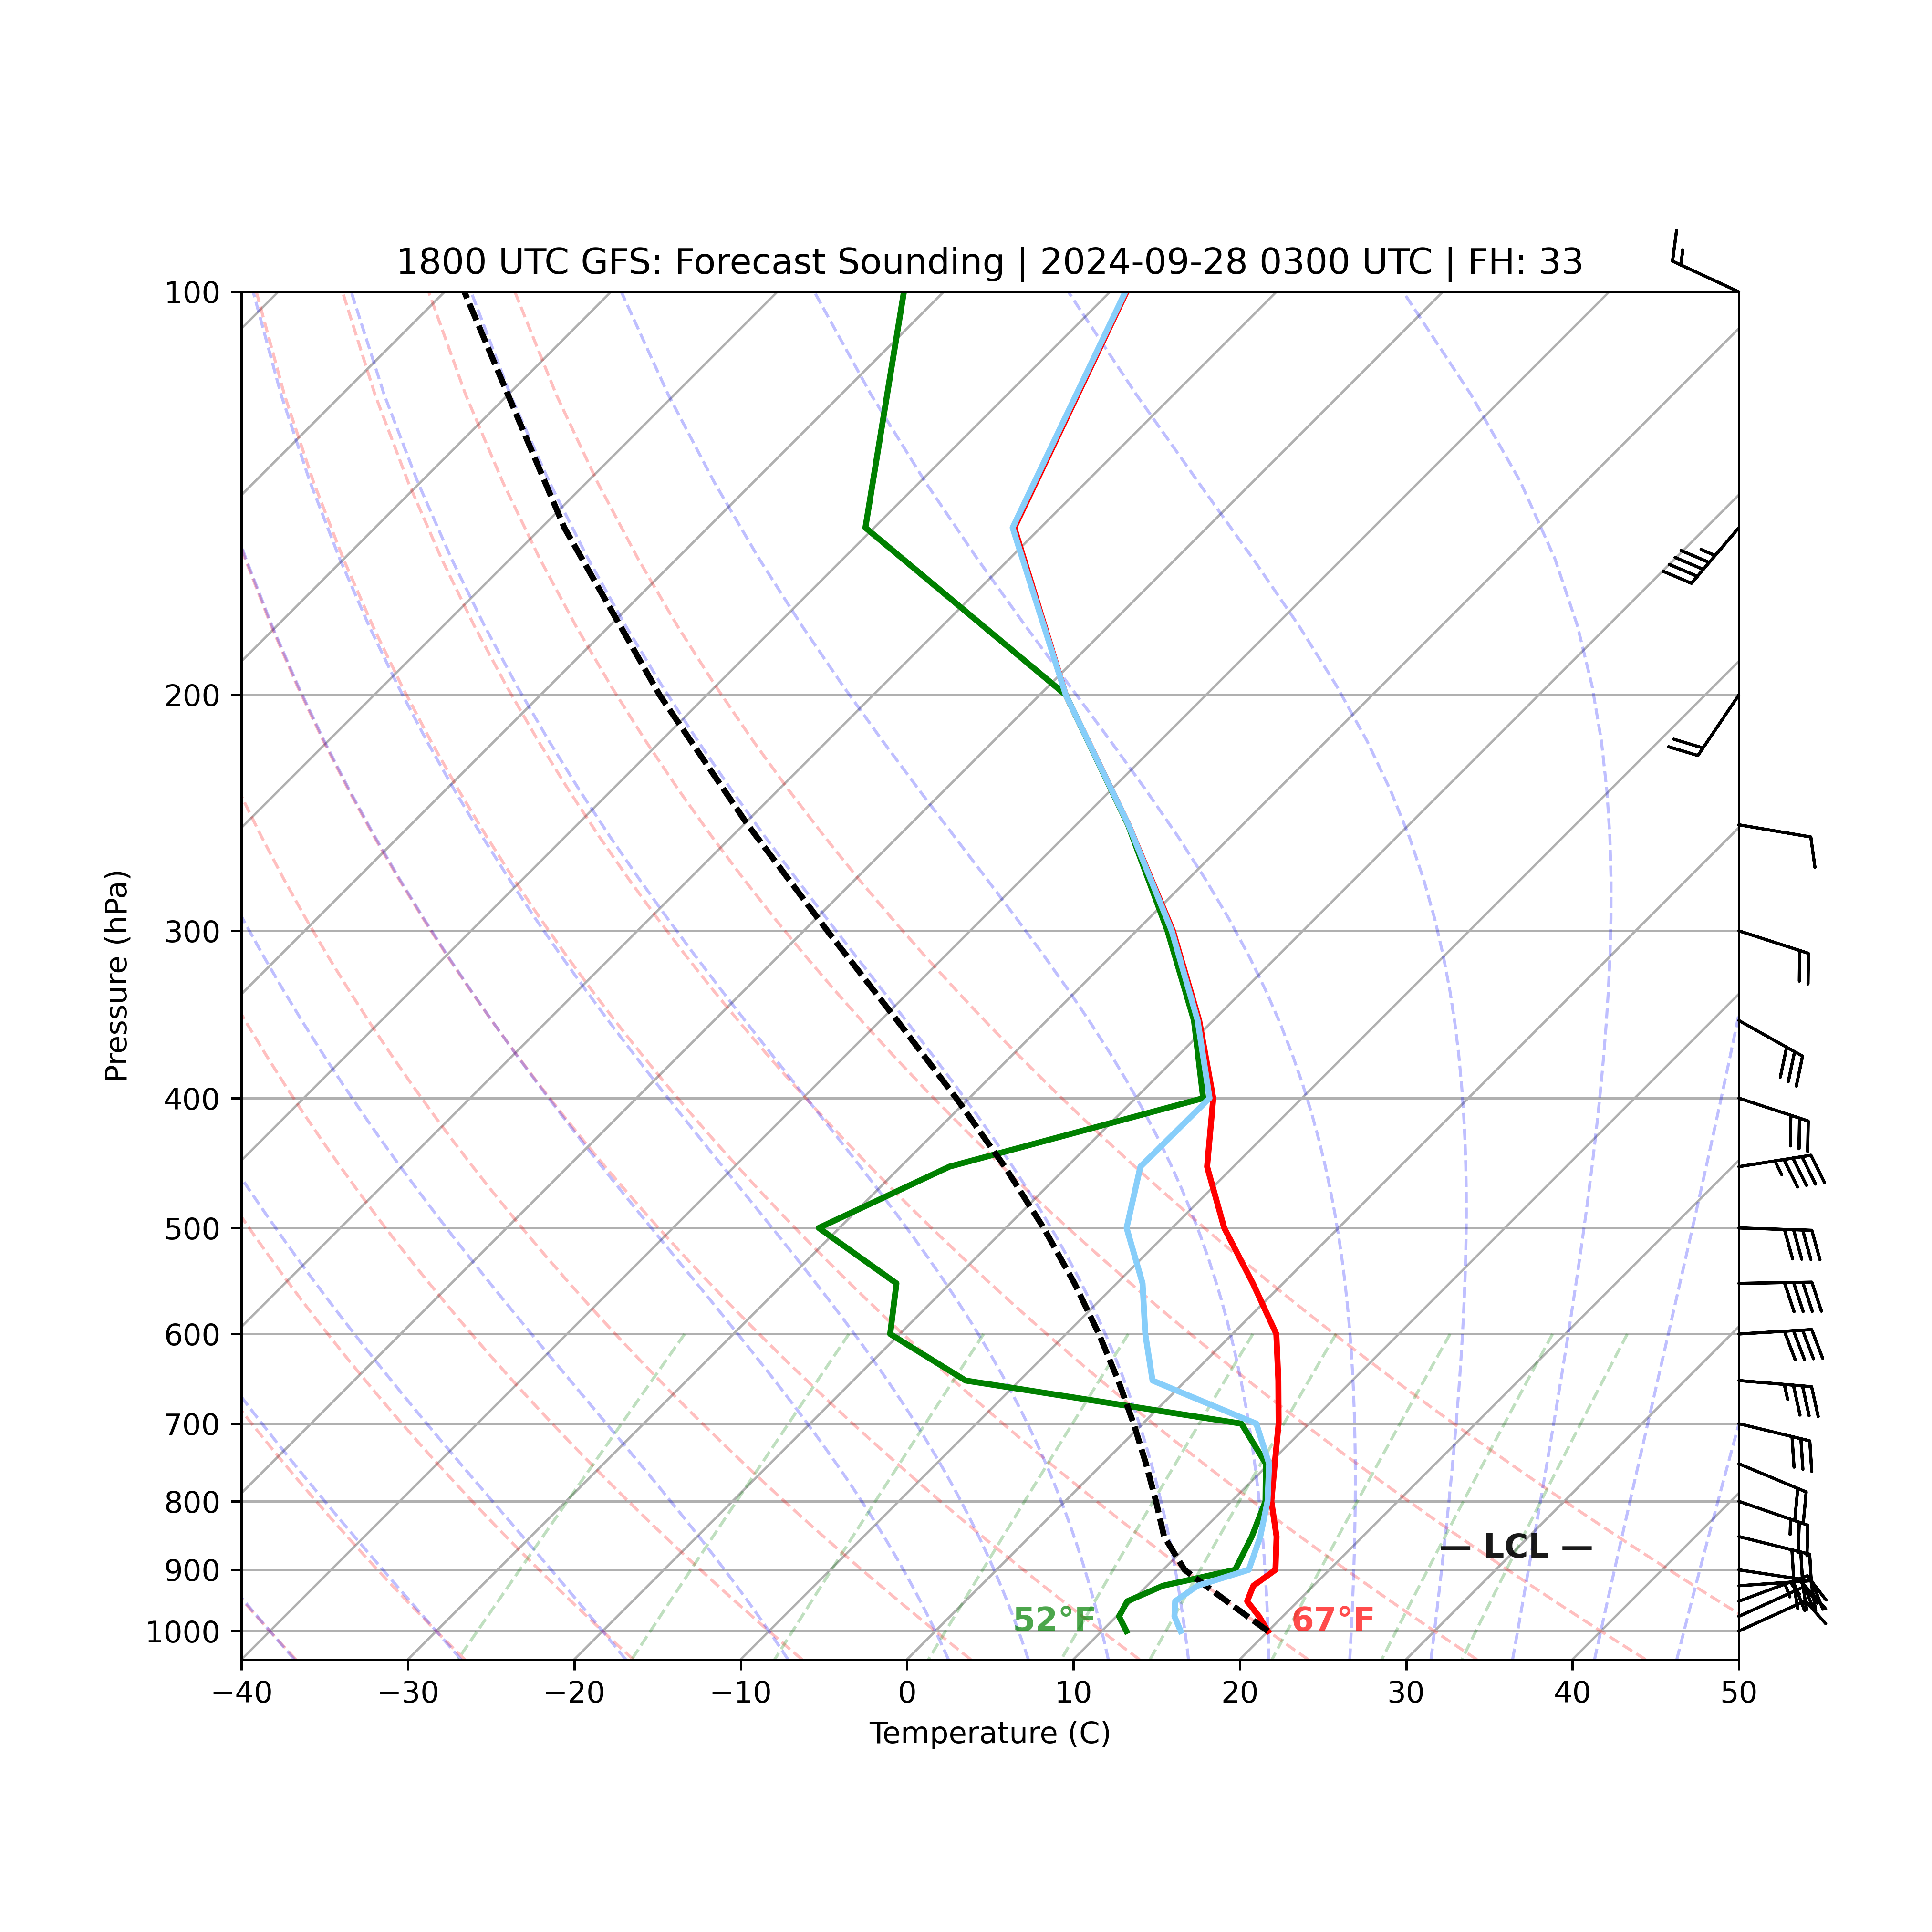 1800 UTC GFS: Forecast Sounding | 2024-09-28 0300 UTC | FH: 33
100
200
300
400
500
600
700
800
900
1000
Pressure (hPa)
— LCL —
52°F
67°F
−40 −30 −20 −10 0 10 20 30 40 50
Temperature (C)